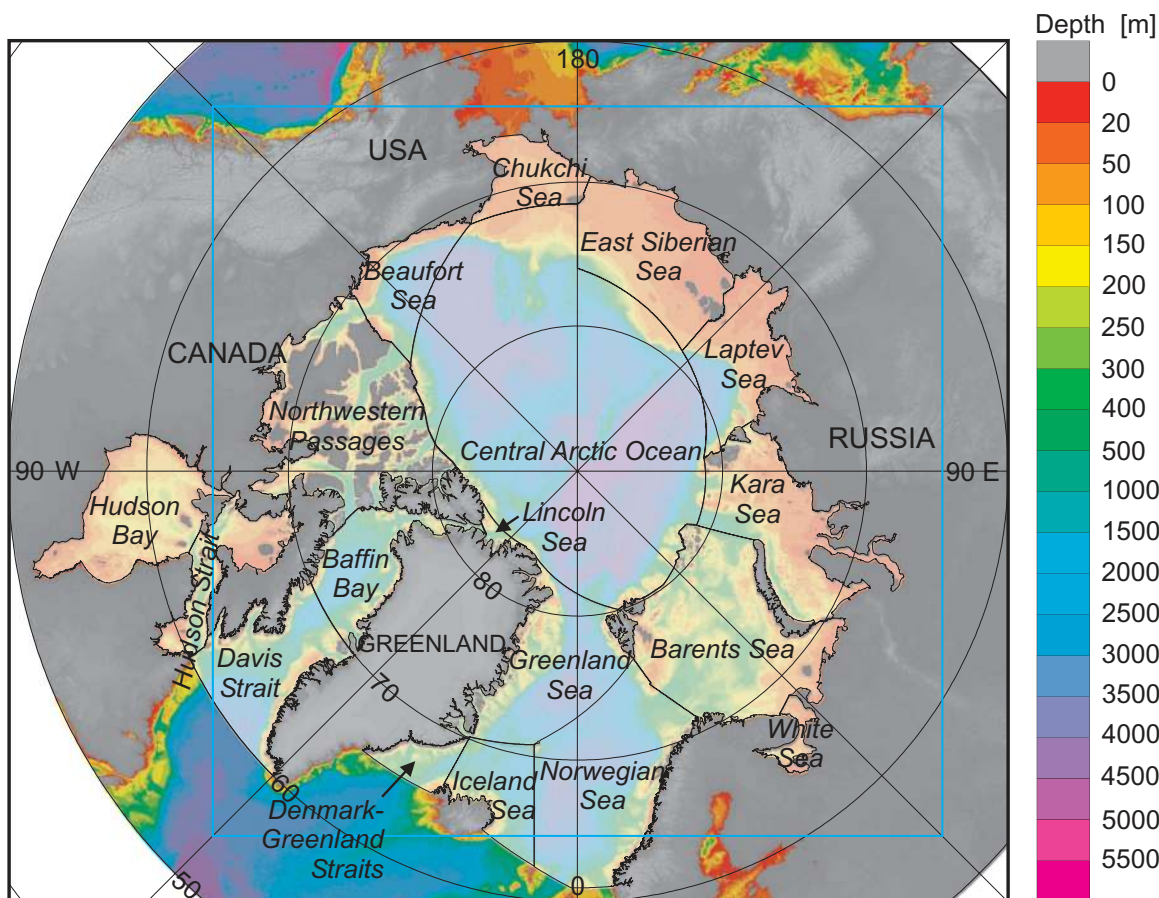 Depth [m]
180
USA
Chukchi
Sea
East Siberian
Sea
Beaufort
Sea
CANADA
Laptev
Sea
Northwestern
Passages
RUSSIA
Central Arctic Ocean
90 W
90 E
Kara
Sea
Hudson
Bay
Lincoln
Sea
Baffin
Bay
Hudson Strait
80
GREENLAND
Barents Sea
Greenland
Sea
Davis
Strait
70
White
Sea
Iceland
Sea
Norwegian
Sea
60
Denmark-
Greenland
Straits
50
0
0
20
50
100
150
200
250
300
400
500
1000
1500
2000
2500
3000
3500
4000
4500
5000
5500